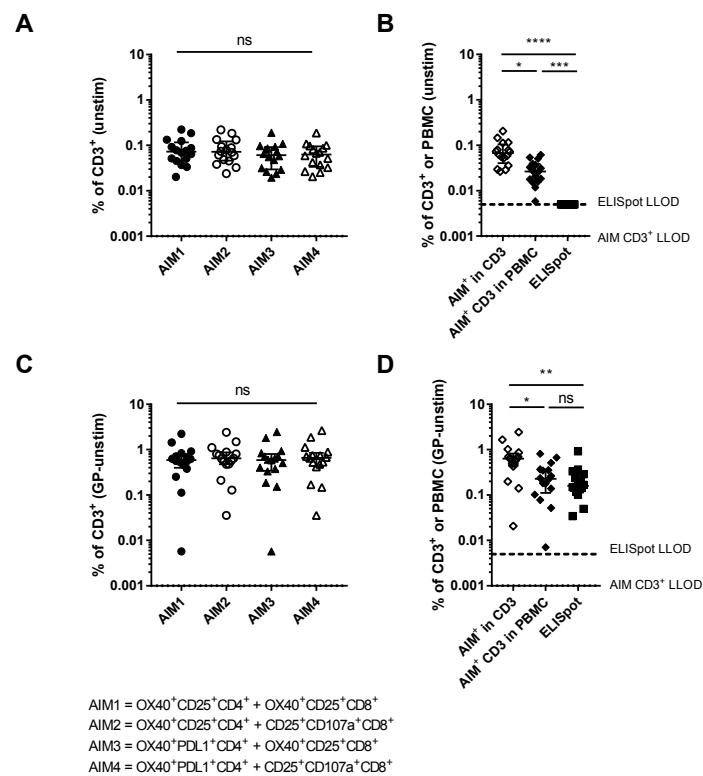 A
ns
% of CD3⁺ (unstim)
10
1
0.1
0.01
0.001
AIM1
AIM2
AIM3
AIM4
B
****
*
***
% of CD3⁺ or PBMC (unstim)
10
1
0.1
0.01
0.001
ELISpot LLOD
AIM CD3⁺ LLOD
AIM⁺ in CD3
AIM⁺ CD3 in PBMC
ELISpot
C
ns
% of CD3⁺ (GP-unstim)
10
1
0.1
0.01
0.001
AIM1
AIM2
AIM3
AIM4
D
**
*
ns
% of CD3⁺ or PBMC (GP-unstim)
10
1
0.1
0.01
0.001
ELISpot LLOD
AIM CD3⁺ LLOD
AIM⁺ in CD3
AIM⁺ CD3 in PBMC
ELISpot
AIM1 = OX40⁺CD25⁺CD4⁺ + OX40⁺CD25⁺CD8⁺
AIM2 = OX40⁺CD25⁺CD4⁺ + CD25⁺CD107a⁺CD8⁺
AIM3 = OX40⁺PDL1⁺CD4⁺ + OX40⁺CD25⁺CD8⁺
AIM4 = OX40⁺PDL1⁺CD4⁺ + CD25⁺CD107a⁺CD8⁺